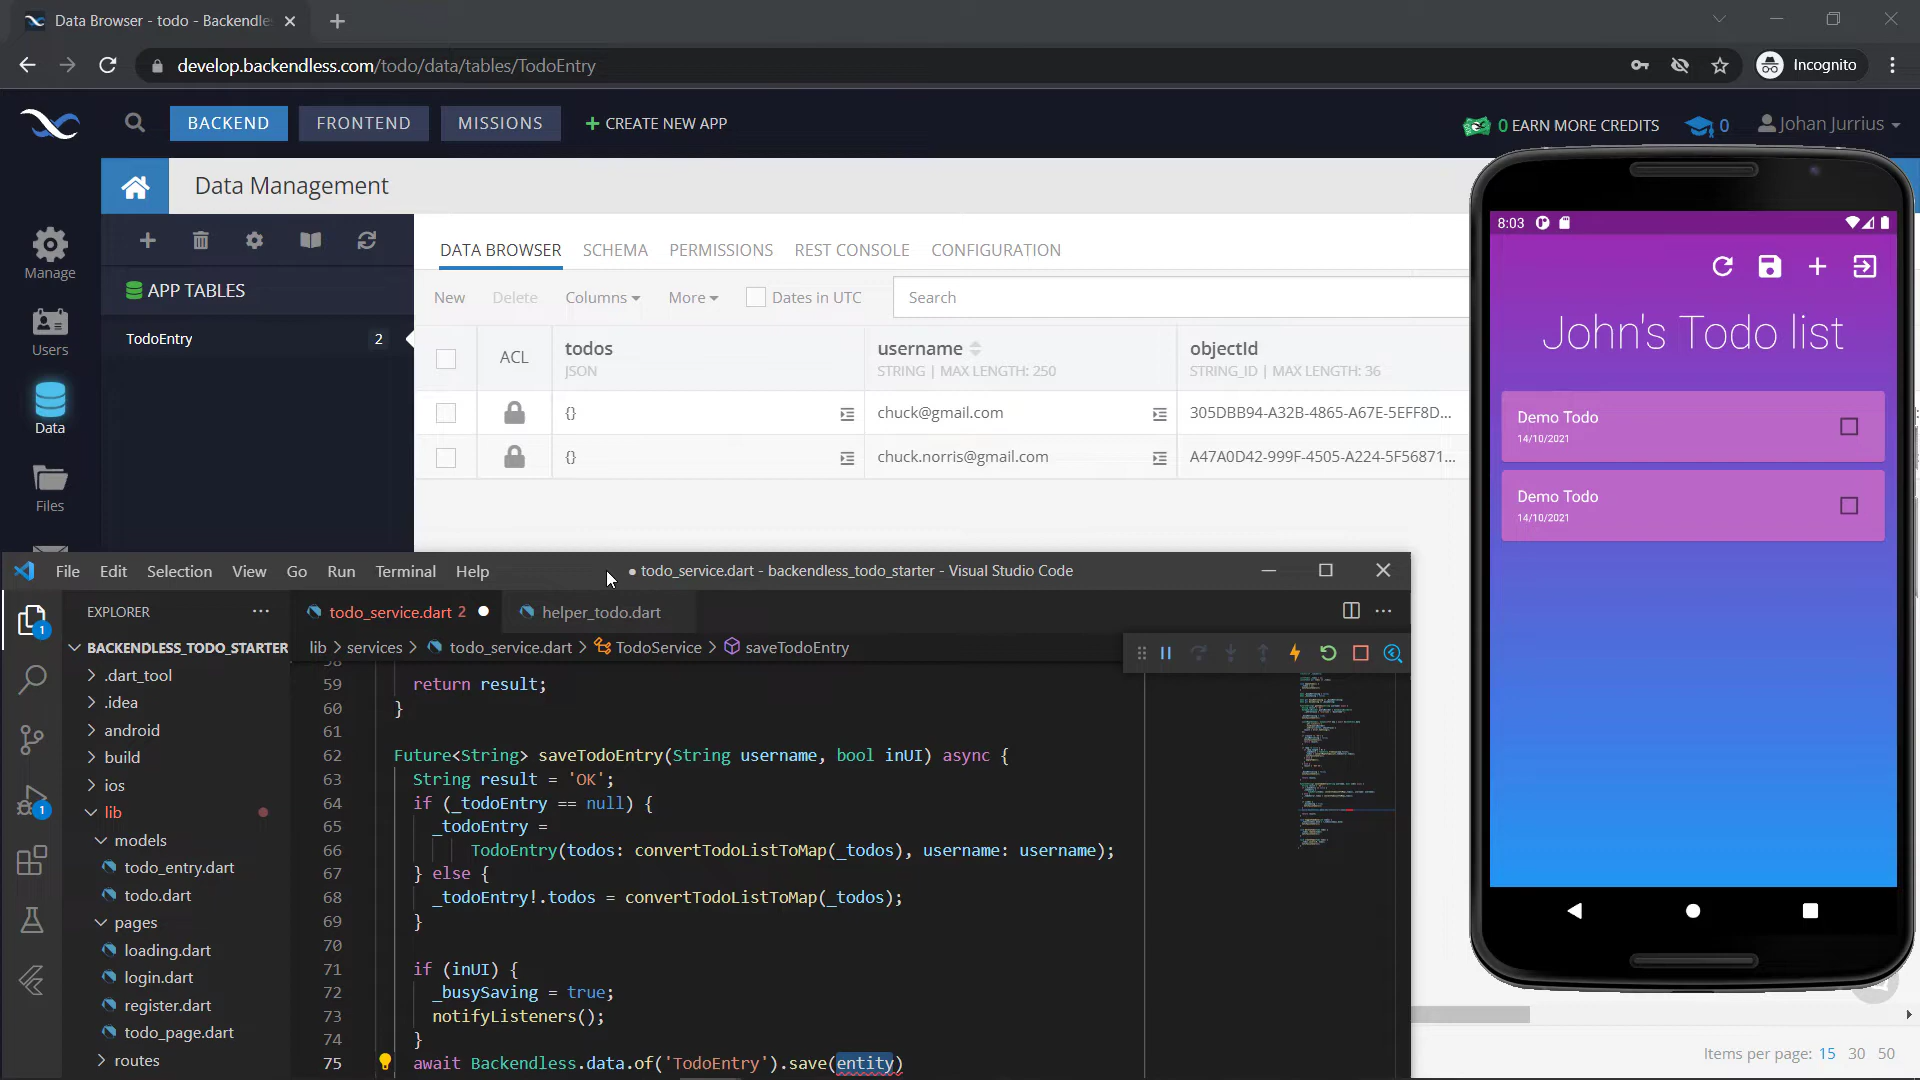 Data Browser - todo - Backendle
develop.backendless.com/todo/data/tables/TodoEntry
Incognito
BACKEND
FRONTEND
MISSIONS
CREATE NEW APP
0 EARN MORE CREDITS
0
Johan Jurrius
Data Management
Manage
Users
Data
Files
APP TABLES
TodoEntry 2
DATA BROWSER SCHEMA PERMISSIONS REST CONSOLE CONFIGURATION
New Delete Columns More Dates in UTC Search
ACL todos username objectId
JSON STRING | MAX LENGTH: 250 STRING_ID | MAX LENGTH: 36
{} chuck@gmail.com 305DBB94-A32B-4865-A67E-5EFF8D...
{} chuck.norris@gmail.com A47A0D42-999F-4505-A224-5F56871...
8:03
John's Todo list
Demo Todo
14/10/2021
Demo Todo
14/10/2021
File Edit Selection View Go Run Terminal Help
● todo_service.dart - backendless_todo_starter - Visual Studio Code
EXPLORER
todo_service.dart 2
helper_todo.dart
lib > services > todo_service.dart > TodoService > saveTodoEntry
1
1
BACKENDLESS_TODO_STARTER
.dart_tool
.idea
android
build
ios
lib
models
todo_entry.dart
todo.dart
pages
loading.dart
login.dart
register.dart
todo_page.dart
routes
58
59 return result;
60 }
61
62 Future<String> saveTodoEntry(String username, bool inUI) async {
63 String result = 'OK';
64 if (_todoEntry == null) {
65 _todoEntry =
66 TodoEntry(todos: convertTodoListToMap(_todos), username: username);
67 } else {
68 _todoEntry!.todos = convertTodoListToMap(_todos);
69 }
70
71 if (inUI) {
72 _busySaving = true;
73 notifyListeners();
74 }
75 await Backendless.data.of('TodoEntry').save(entity)
Items per page: 15 30 50